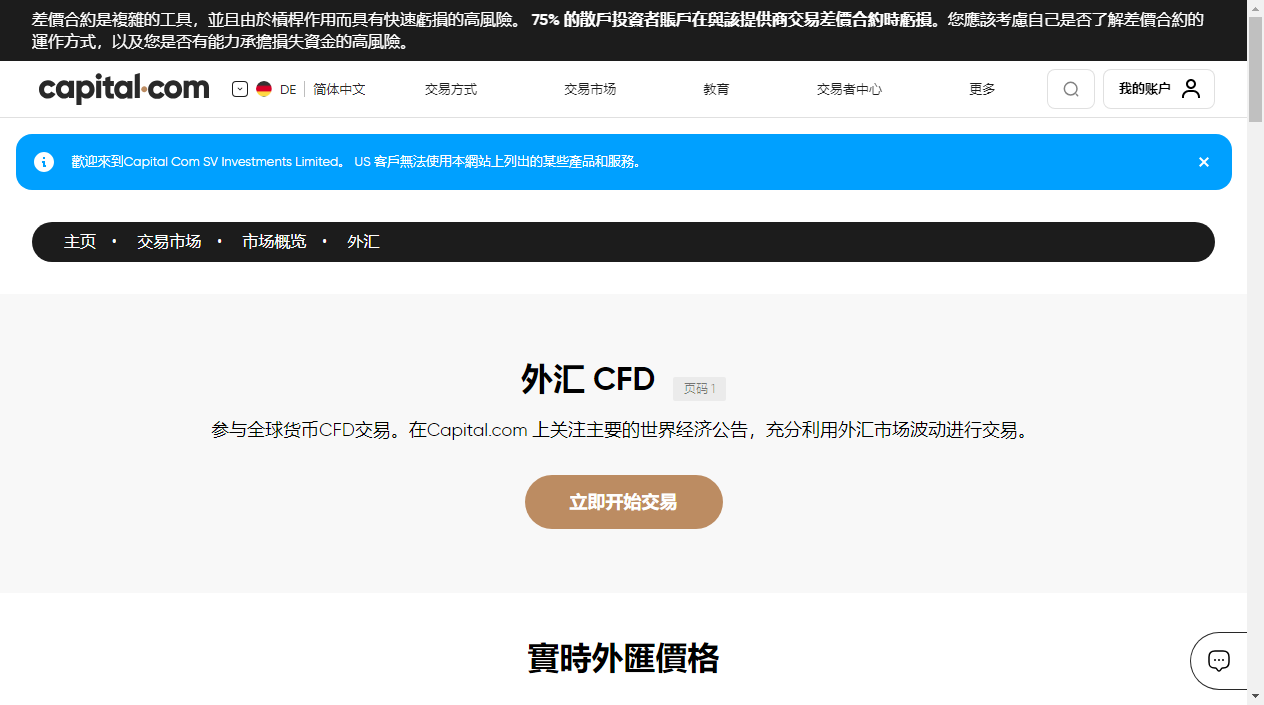 差價合約是複雜的工具，並且由於槓桿作用而具有快速虧損的高風險。 75% 的散戶投資者賬戶在與該提供商交易差價合約時虧損。您應該考慮自己是否了解差價合約的
運作方式，以及您是否有能力承擔損失資金的高風險。
capital.com DE 简体中文 交易方式 交易市场 教育 交易者中心 更多 我的账户
歡迎來到Capital Com SV Investments Limited。 US 客戶無法使用本網站上列出的某些產品和服務。
主页 • 交易市场 • 市场概览 • 外汇
外汇 CFD 页码 1
参与全球货币CFD交易。在Capital.com 上关注主要的世界经济公告，充分利用外汇市场波动进行交易。
立即开始交易
實時外匯價格